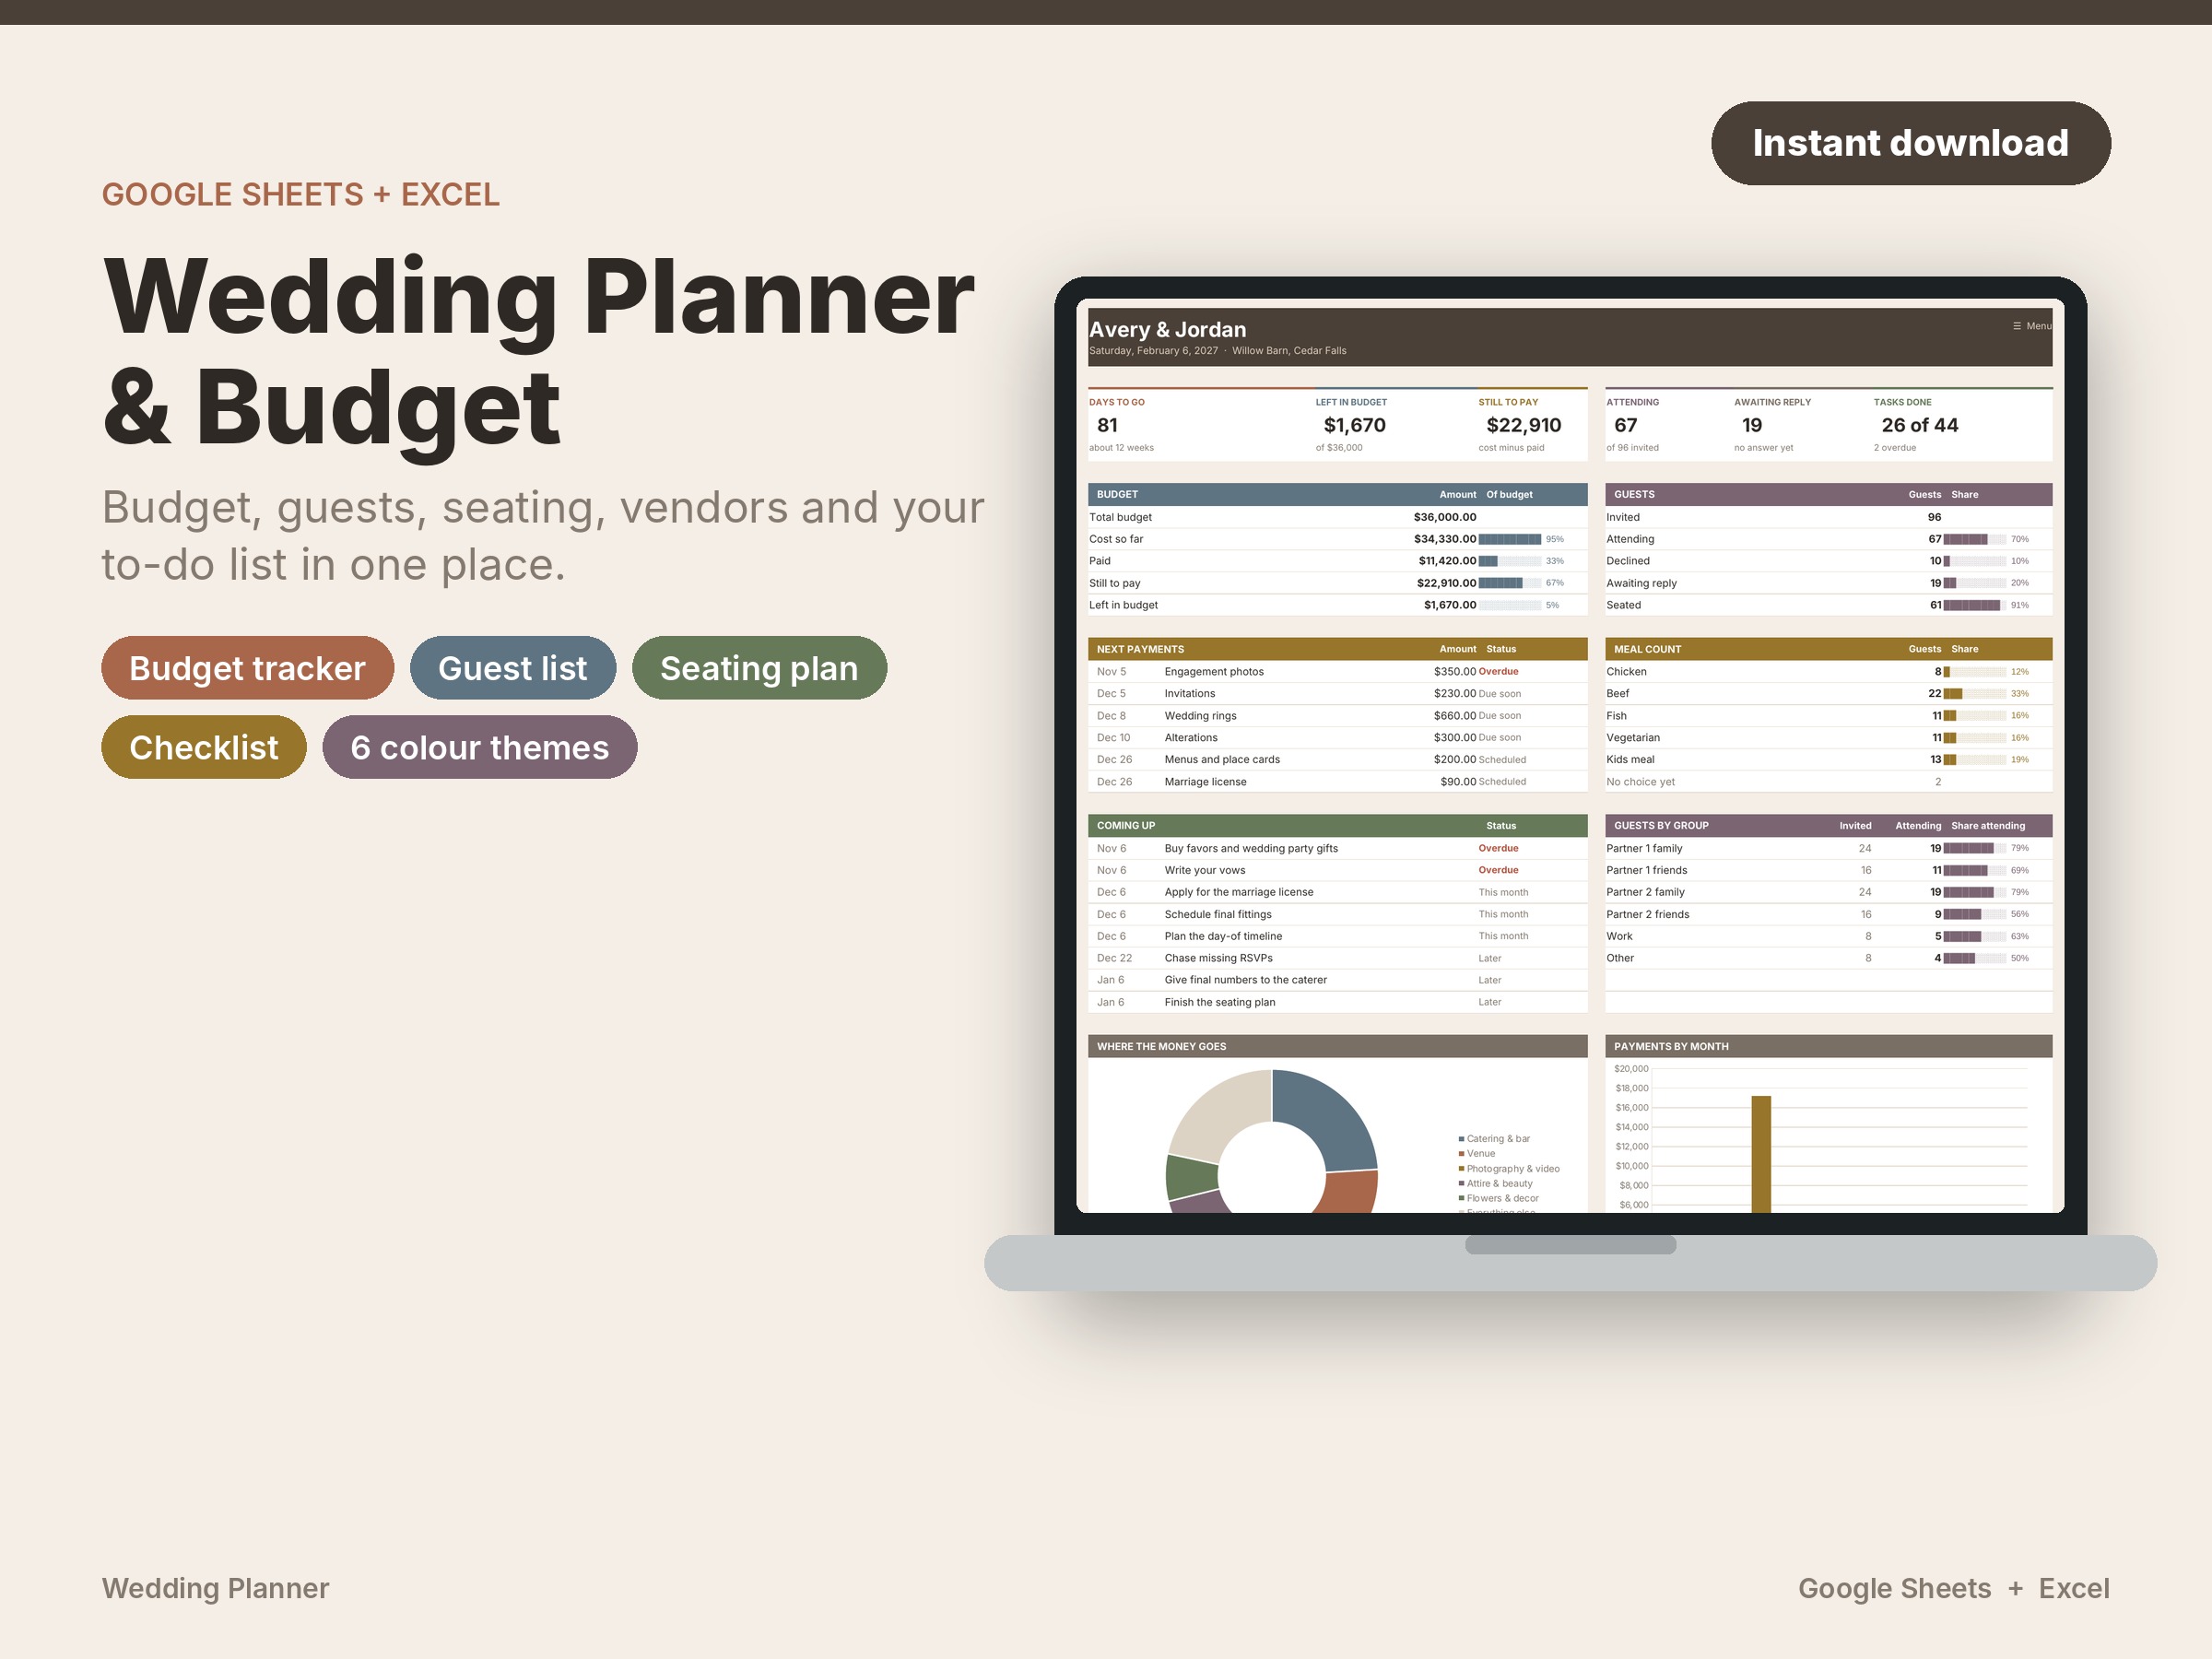 Instant download
GOOGLE SHEETS + EXCEL
Wedding Planner
& Budget
Budget, guests, seating, vendors and your
to-do list in one place.
Budget tracker
Guest list
Seating plan
Checklist
6 colour themes
Avery & Jordan
☰ Menu
Saturday, February 6, 2027 · Willow Barn, Cedar Falls
DAYS TO GO
81
about 12 weeks
LEFT IN BUDGET
$1,670
of $36,000
STILL TO PAY
$22,910
cost minus paid
ATTENDING
67
of 96 invited
AWAITING REPLY
19
no answer yet
TASKS DONE
26 of 44
2 overdue
BUDGET Amount Of budget
Total budget $36,000.00
Cost so far $34,330.00 95%
Paid $11,420.00 33%
Still to pay $22,910.00 67%
Left in budget $1,670.00 5%
GUESTS Guests Share
Invited 96
Attending 67 70%
Declined 10 10%
Awaiting reply 19 20%
Seated 61 91%
NEXT PAYMENTS Amount Status
Nov 5 Engagement photos $350.00 Overdue
Dec 5 Invitations $230.00 Due soon
Dec 8 Wedding rings $660.00 Due soon
Dec 10 Alterations $300.00 Due soon
Dec 26 Menus and place cards $200.00 Scheduled
Dec 26 Marriage license $90.00 Scheduled
MEAL COUNT Guests Share
Chicken 8 12%
Beef 22 33%
Fish 11 16%
Vegetarian 11 16%
Kids meal 13 19%
No choice yet 2
COMING UP Status
Nov 6 Buy favors and wedding party gifts Overdue
Nov 6 Write your vows Overdue
Dec 6 Apply for the marriage license This month
Dec 6 Schedule final fittings This month
Dec 6 Plan the day-of timeline This month
Dec 22 Chase missing RSVPs Later
Jan 6 Give final numbers to the caterer Later
Jan 6 Finish the seating plan Later
GUESTS BY GROUP Invited Attending Share attending
Partner 1 family 24 19 79%
Partner 1 friends 16 11 69%
Partner 2 family 24 19 79%
Partner 2 friends 16 9 56%
Work 8 5 63%
Other 8 4 50%
WHERE THE MONEY GOES
Catering & bar
Venue
Photography & video
Attire & beauty
Flowers & decor
Everything else
PAYMENTS BY MONTH
$20,000
$18,000
$16,000
$14,000
$12,000
$10,000
$8,000
$6,000
Wedding Planner
Google Sheets + Excel